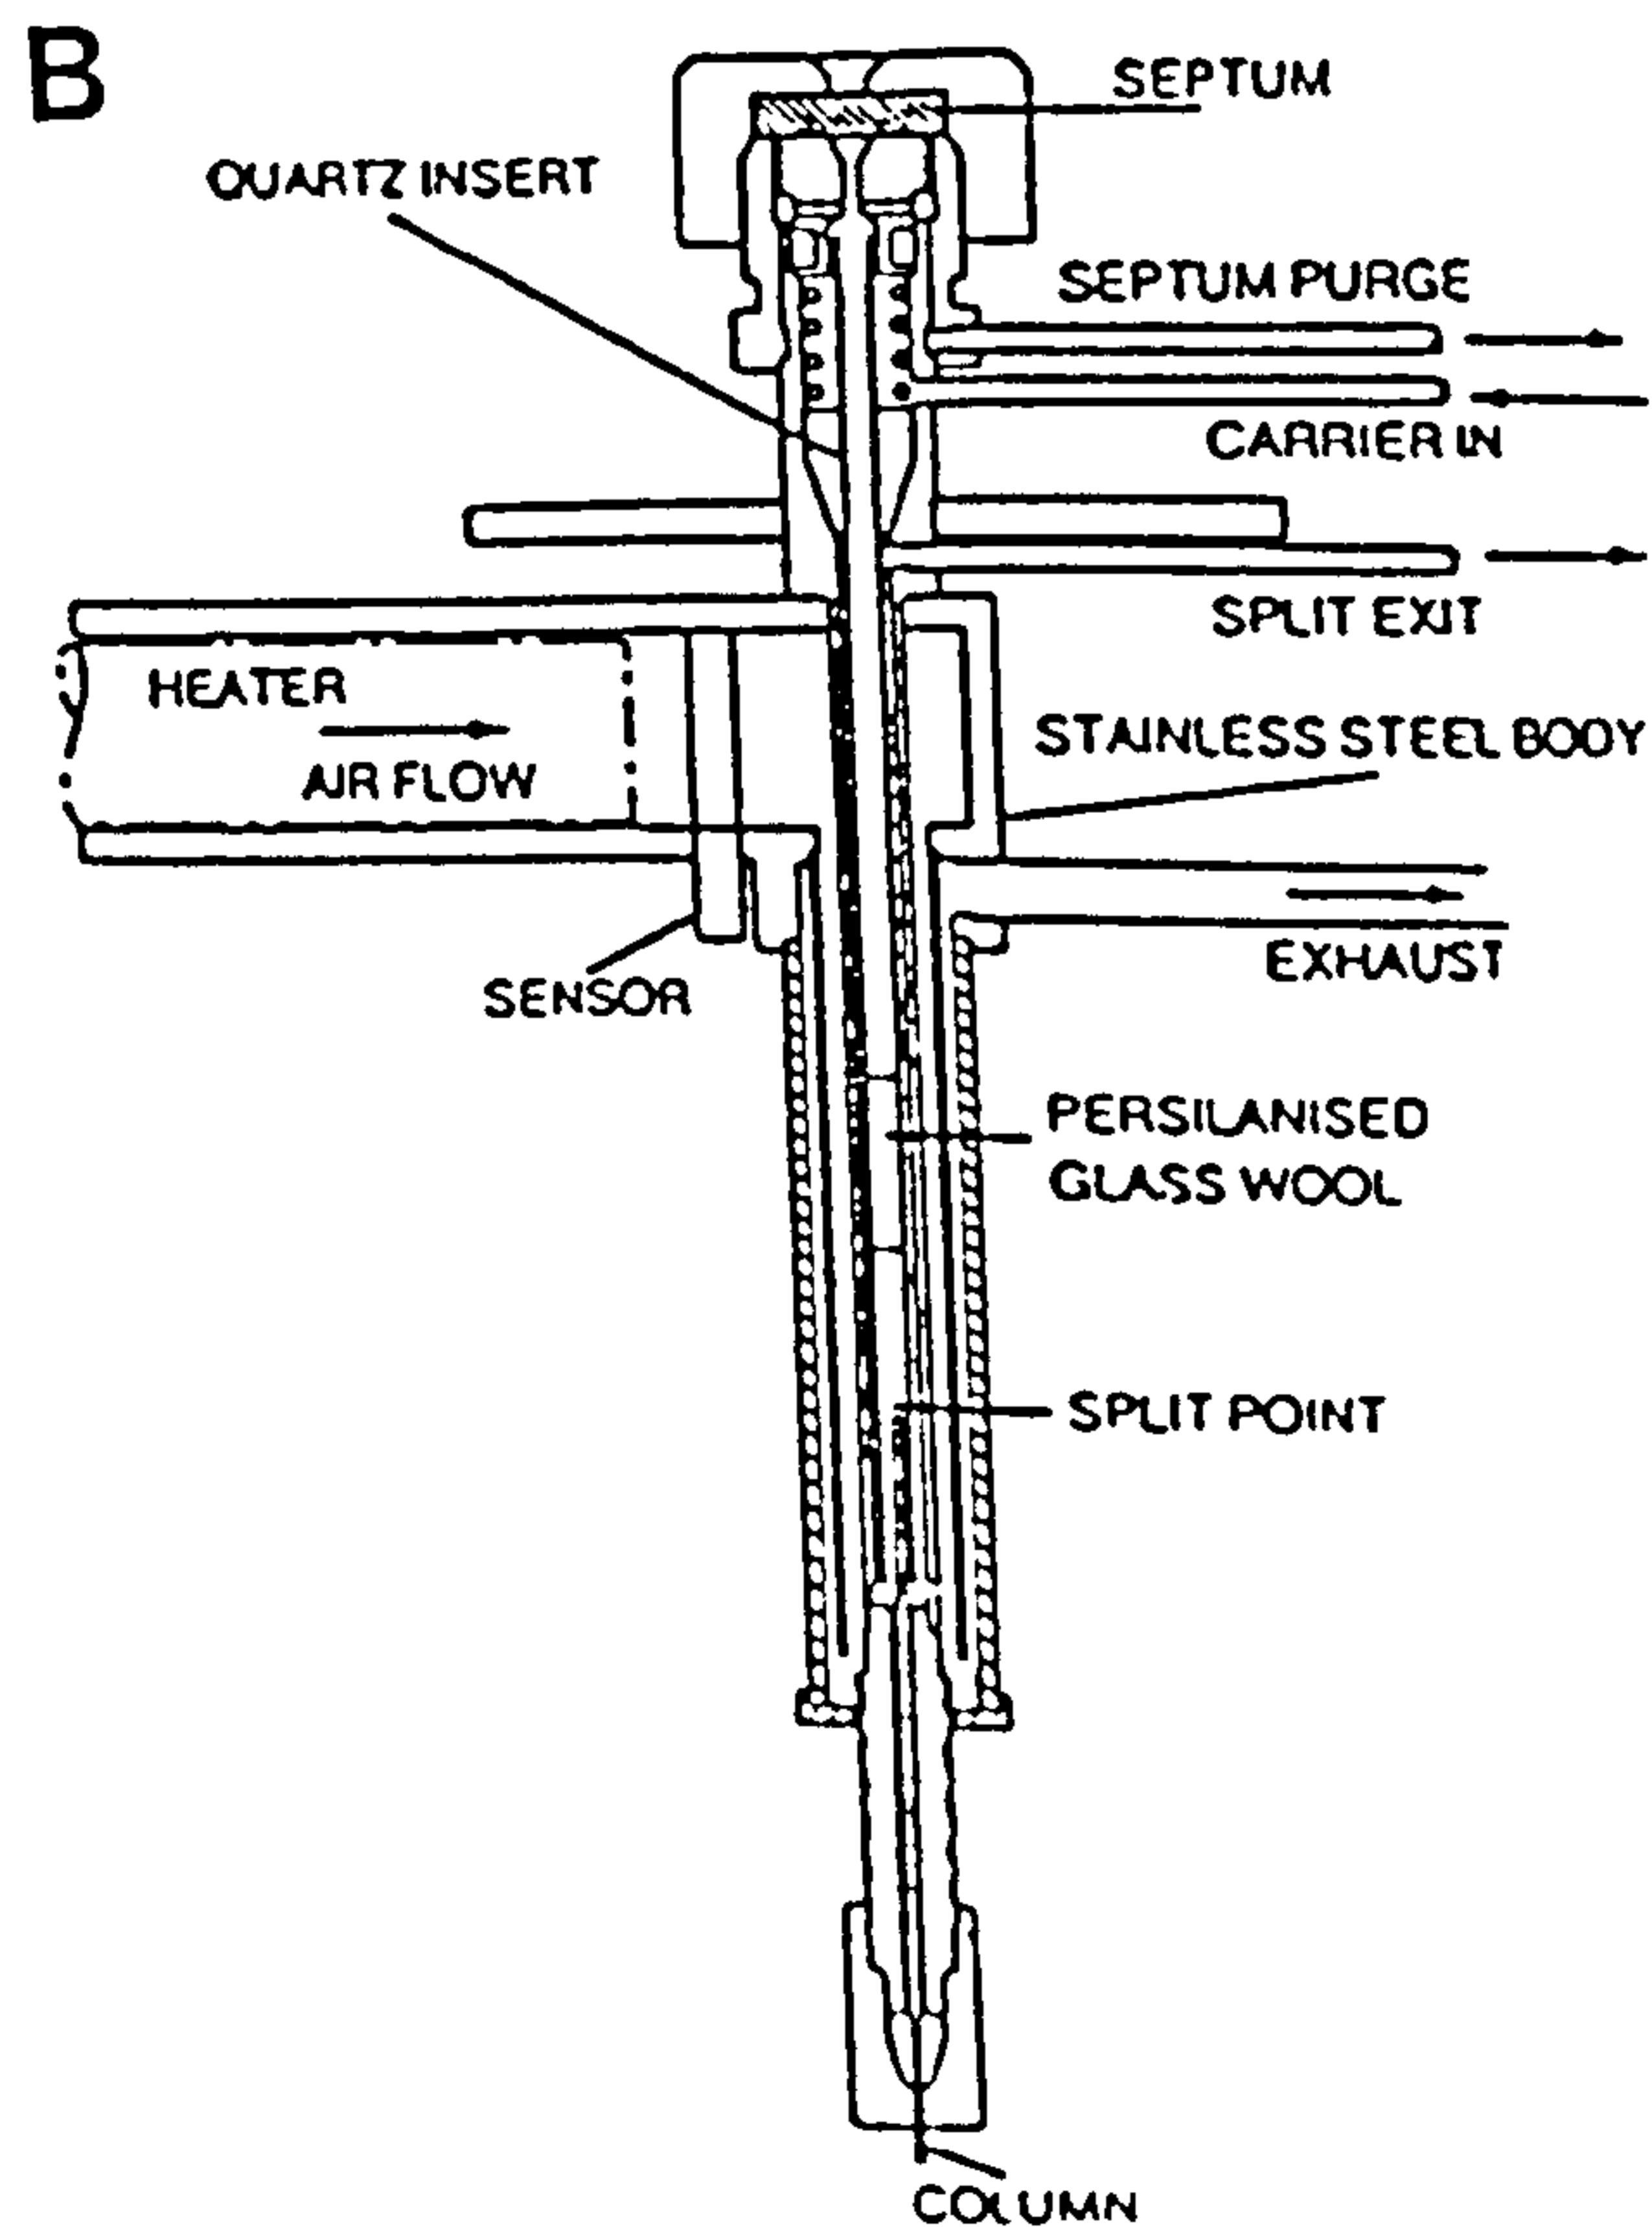 B
SEPTUM
QUARTZ INSERT
SEPTUM PURGE
CARRIER IN
SPLIT EXIT
HEATER
AIR FLOW
STAINLESS STEEL BODY
EXHAUST
SENSOR
PERSILANISED
GLASS WOOL
SPLIT POINT
COLUMN